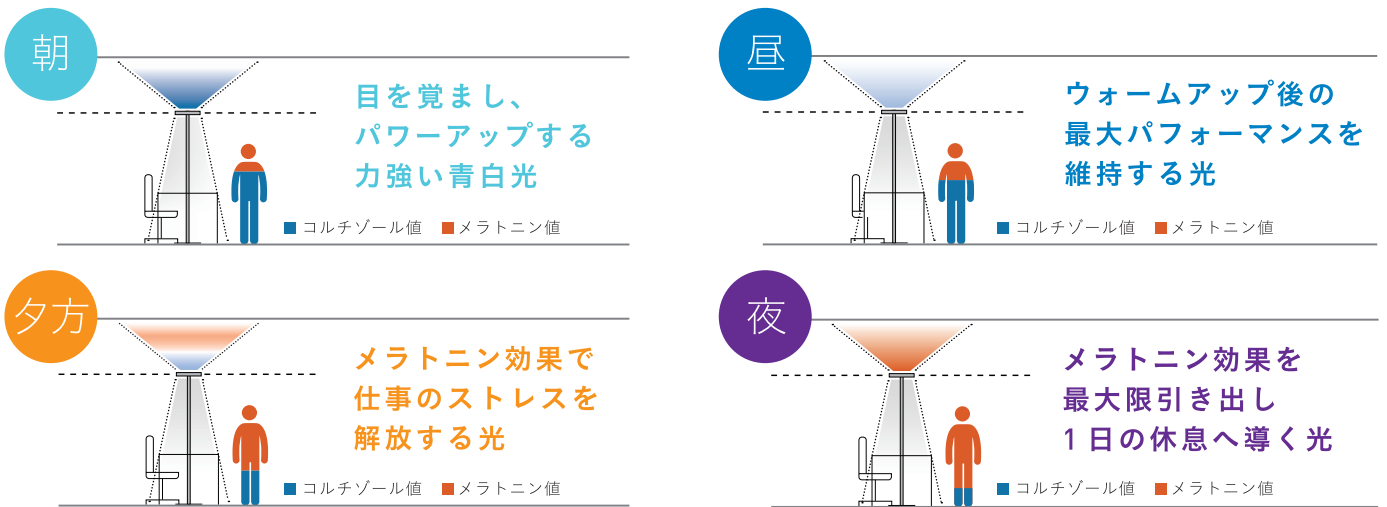 朝
目を覚まし、
パワーアップする
力強い青白光
コルチゾール値 メラトニン値
昼
ウォームアップ後の
最大パフォーマンスを
維持する光
コルチゾール値 メラトニン値
夕方
メラトニン効果で
仕事のストレスを
解放する光
コルチゾール値 メラトニン値
夜
メラトニン効果を
最大限引き出し
1日の休息へ導く光
コルチゾール値 メラトニン値